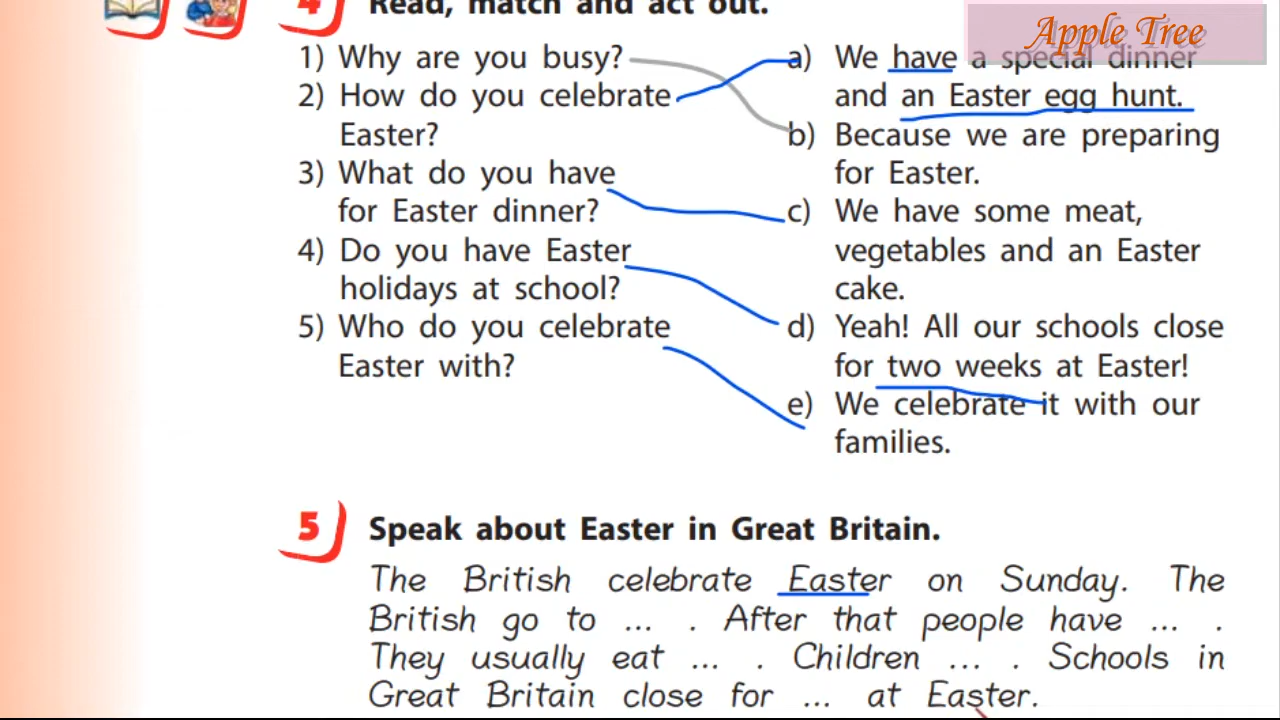 4 Read, match and act out.
Apple Tree
1) Why are you busy?
2) How do you celebrate
Easter?
3) What do you have
for Easter dinner?
4) Do you have Easter
holidays at school?
5) Who do you celebrate
Easter with?
a) We have a special dinner
and an Easter egg hunt.
b) Because we are preparing
for Easter.
c) We have some meat,
vegetables and an Easter
cake.
d) Yeah! All our schools close
for two weeks at Easter!
e) We celebrate it with our
families.
5 Speak about Easter in Great Britain.
The British celebrate Easter on Sunday. The
British go to ... . After that people have ... .
They usually eat ... . Children ... . Schools in
Great Britain close for ... at Easter.